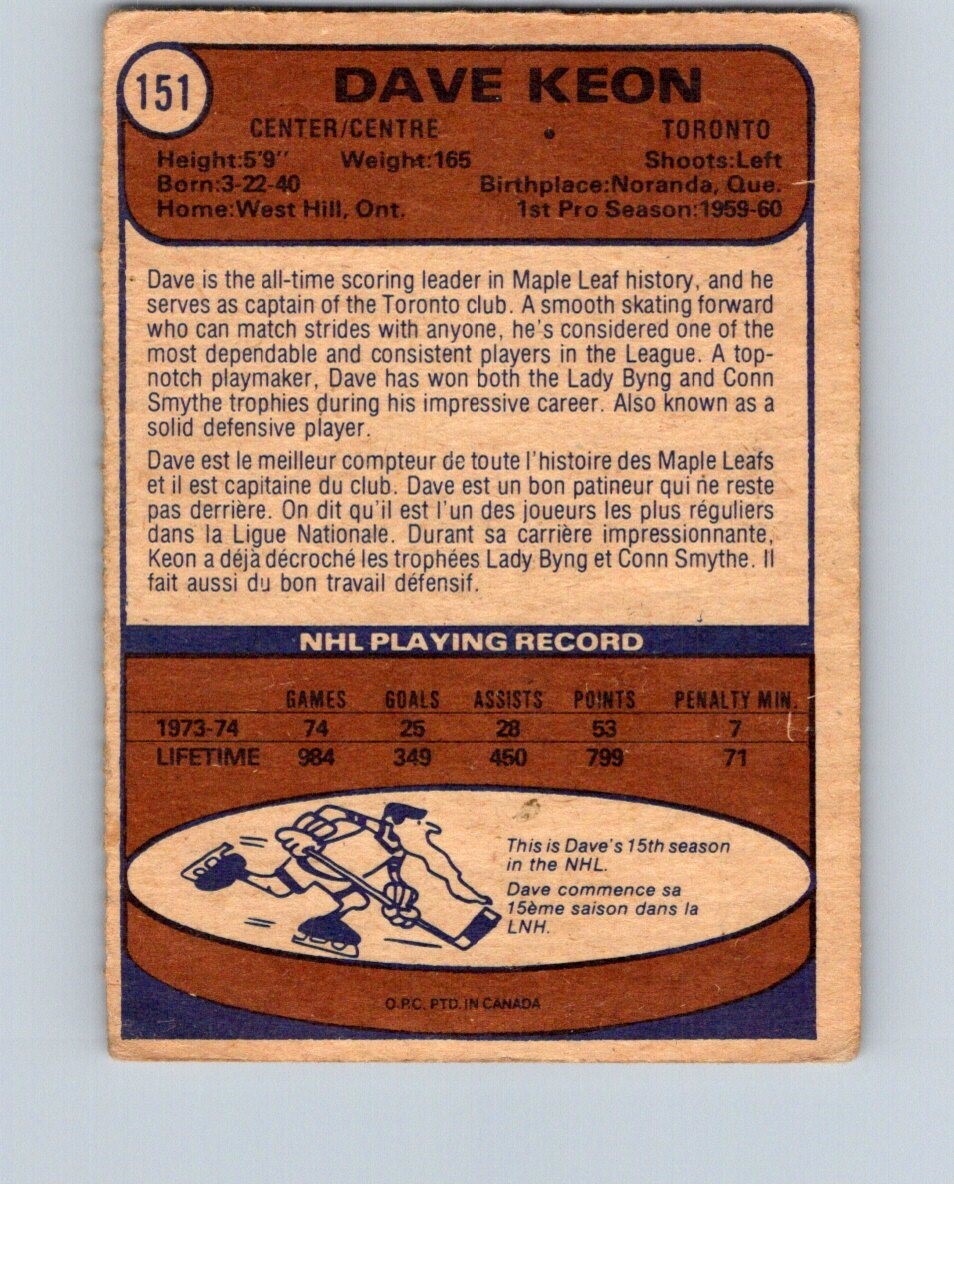 151
DAVE KEON
CENTER/CENTRE • TORONTO
Height:5'9" Weight:165 Shoots:Left
Born:3-22-40 Birthplace:Noranda, Que.
Home:West Hill, Ont. 1st Pro Season:1959-60
Dave is the all-time scoring leader in Maple Leaf history, and he
serves as captain of the Toronto club. A smooth skating forward
who can match strides with anyone, he's considered one of the
most dependable and consistent players in the League. A top-
notch playmaker, Dave has won both the Lady Byng and Conn
Smythe trophies during his impressive career. Also known as a
solid defensive player.
Dave est le meilleur compteur de toute l'histoire des Maple Leafs
et il est capitaine du club. Dave est un bon patineur qui ne reste
pas derrière. On dit qu'il est l'un des joueurs les plus réguliers
dans la Ligue Nationale. Durant sa carrière impressionnante,
Keon a déjà décroché les trophées Lady Byng et Conn Smythe. Il
fait aussi du bon travail défensif.
NHL PLAYING RECORD
GAMES GOALS ASSISTS POINTS PENALTY MIN.
1973-74 74 25 28 53 7
LIFETIME 984 349 450 799 71
This is Dave's 15th season
in the NHL.
Dave commence sa
15ème saison dans la
LNH.
O.P.C. PTD. IN CANADA